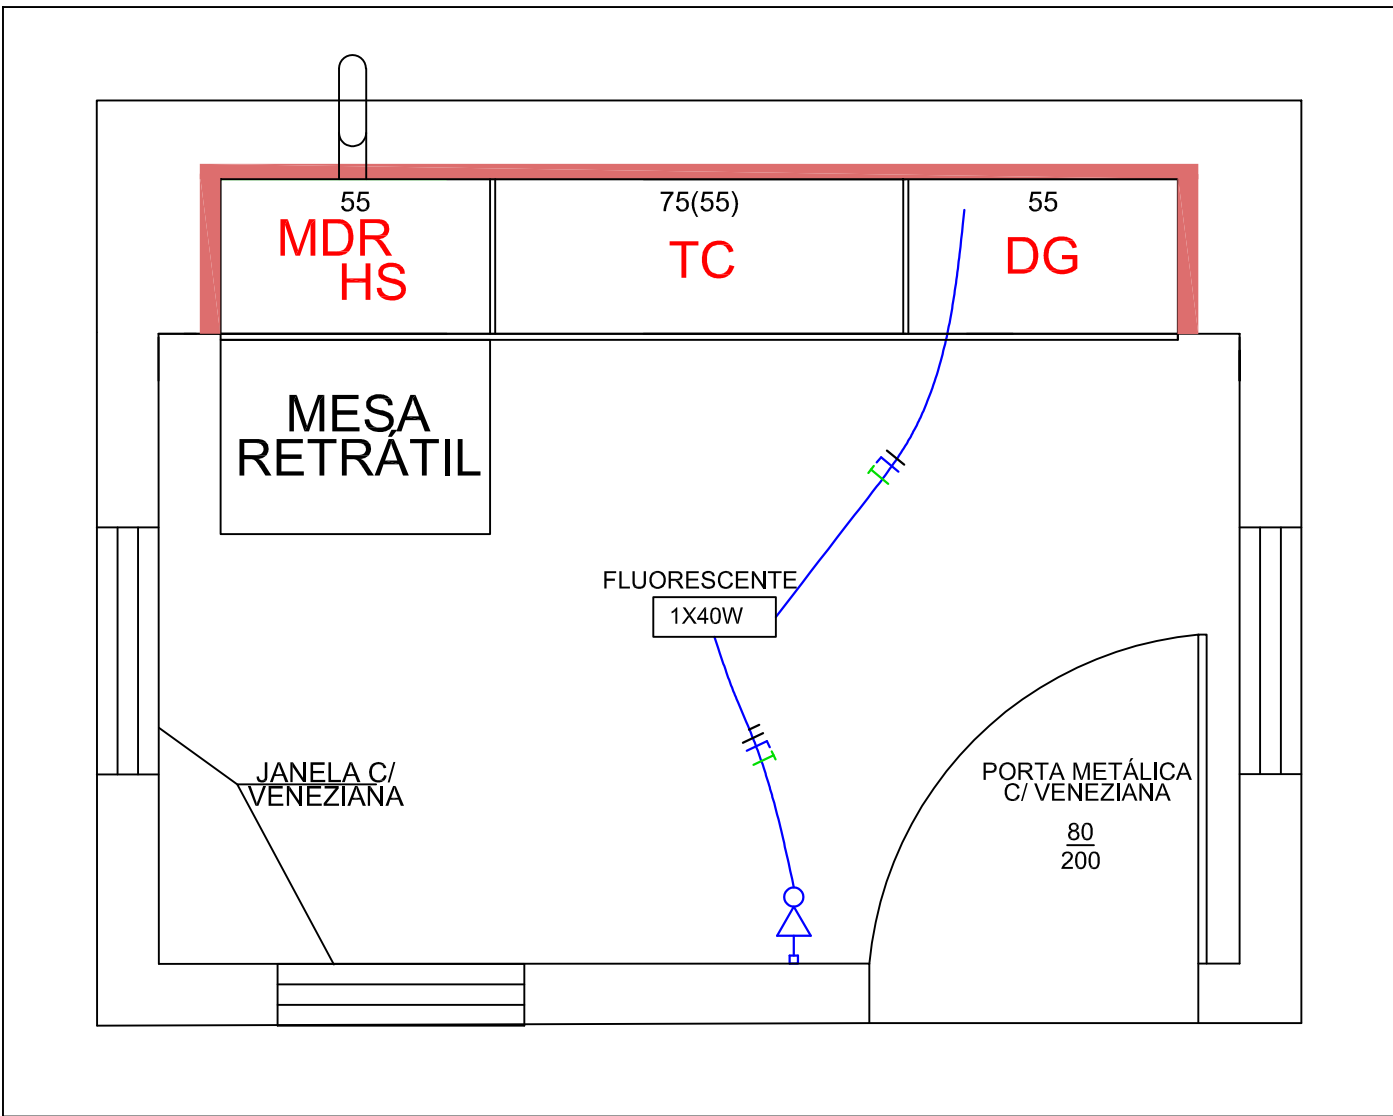 55
MDR
HS
75(55)
TC
55
DG
MESA
RETRÁTIL
FLUORESCENTE
1X40W
JANELA C/
VENEZIANA
PORTA METÁLICA
C/ VENEZIANA
80
200